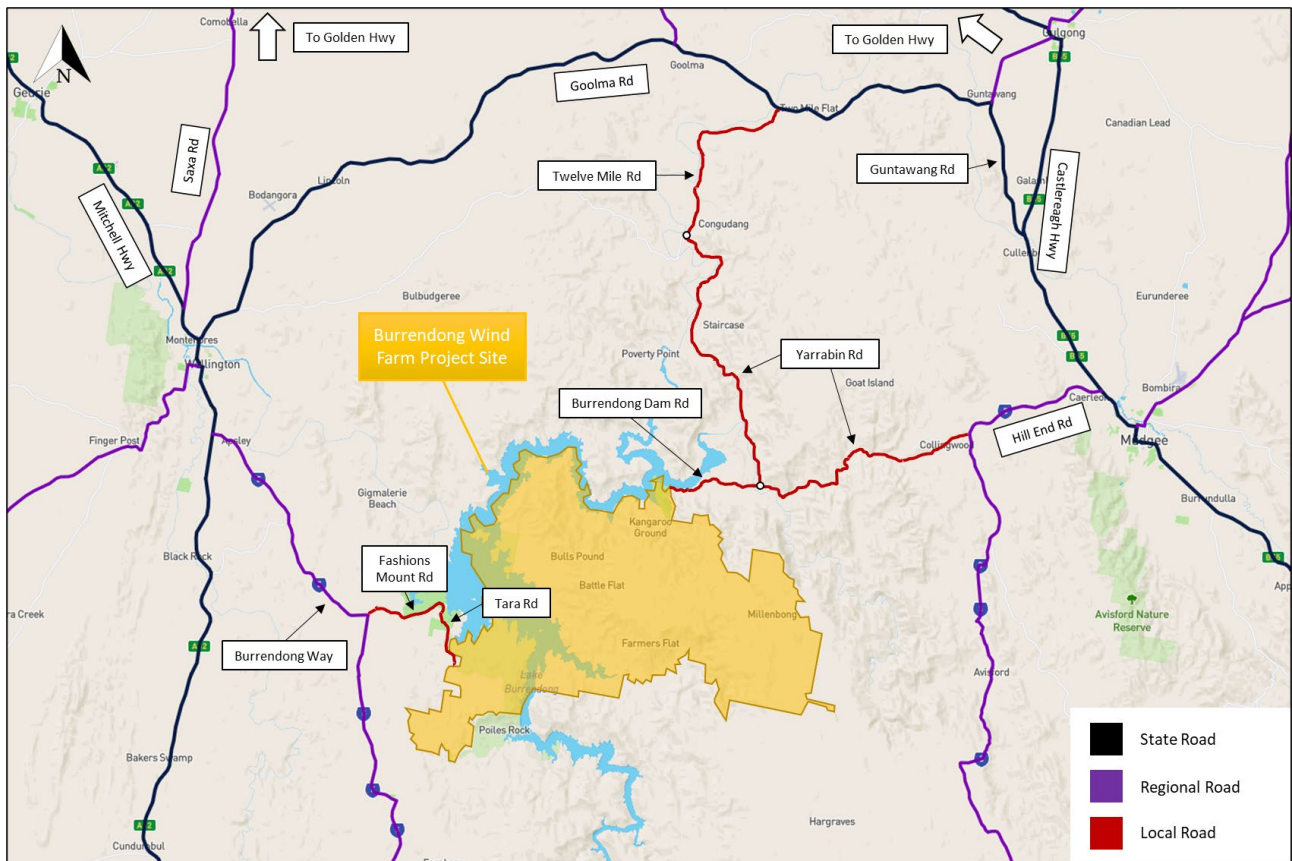 Comobella
To Golden Hwy
To Golden Hwy
Gulgong
N
Geurie
Goolma
Goolma Rd
Saxa Rd
Guntawang
Two Mile Flat
Canadian Lead
Twelve Mile Rd
Guntawang Rd
Lincoln
Bodangora
Castlereagh Hwy
Mitchell Hwy
Congudang
Bulbudgeree
Eurunderee
Staircase
Burrendong Wind
Farm Project Site
Montefiores
Wellington
Poverty Point
Yarrabin Rd
Goat Island
Bombira
Caerleon
Burrendong Dam Rd
Hill End Rd
Finger Post
Apsley
Collingwood
Mudgee
Gigmalerie
Beach
Burrundulla
Kangaroo
Ground
Black Rock
Bulls Pound
Fashions
Mount Rd
Battle Flat
Tara Rd
Millenbong
Avisford Nature
Reserve
Farmers Flat
Burrendong Way
Lake
Burrendong
Avisford
Poiles Rock
State Road
Bakers Swamp
Regional Road
Hargraves
Local Road
Cundumbul